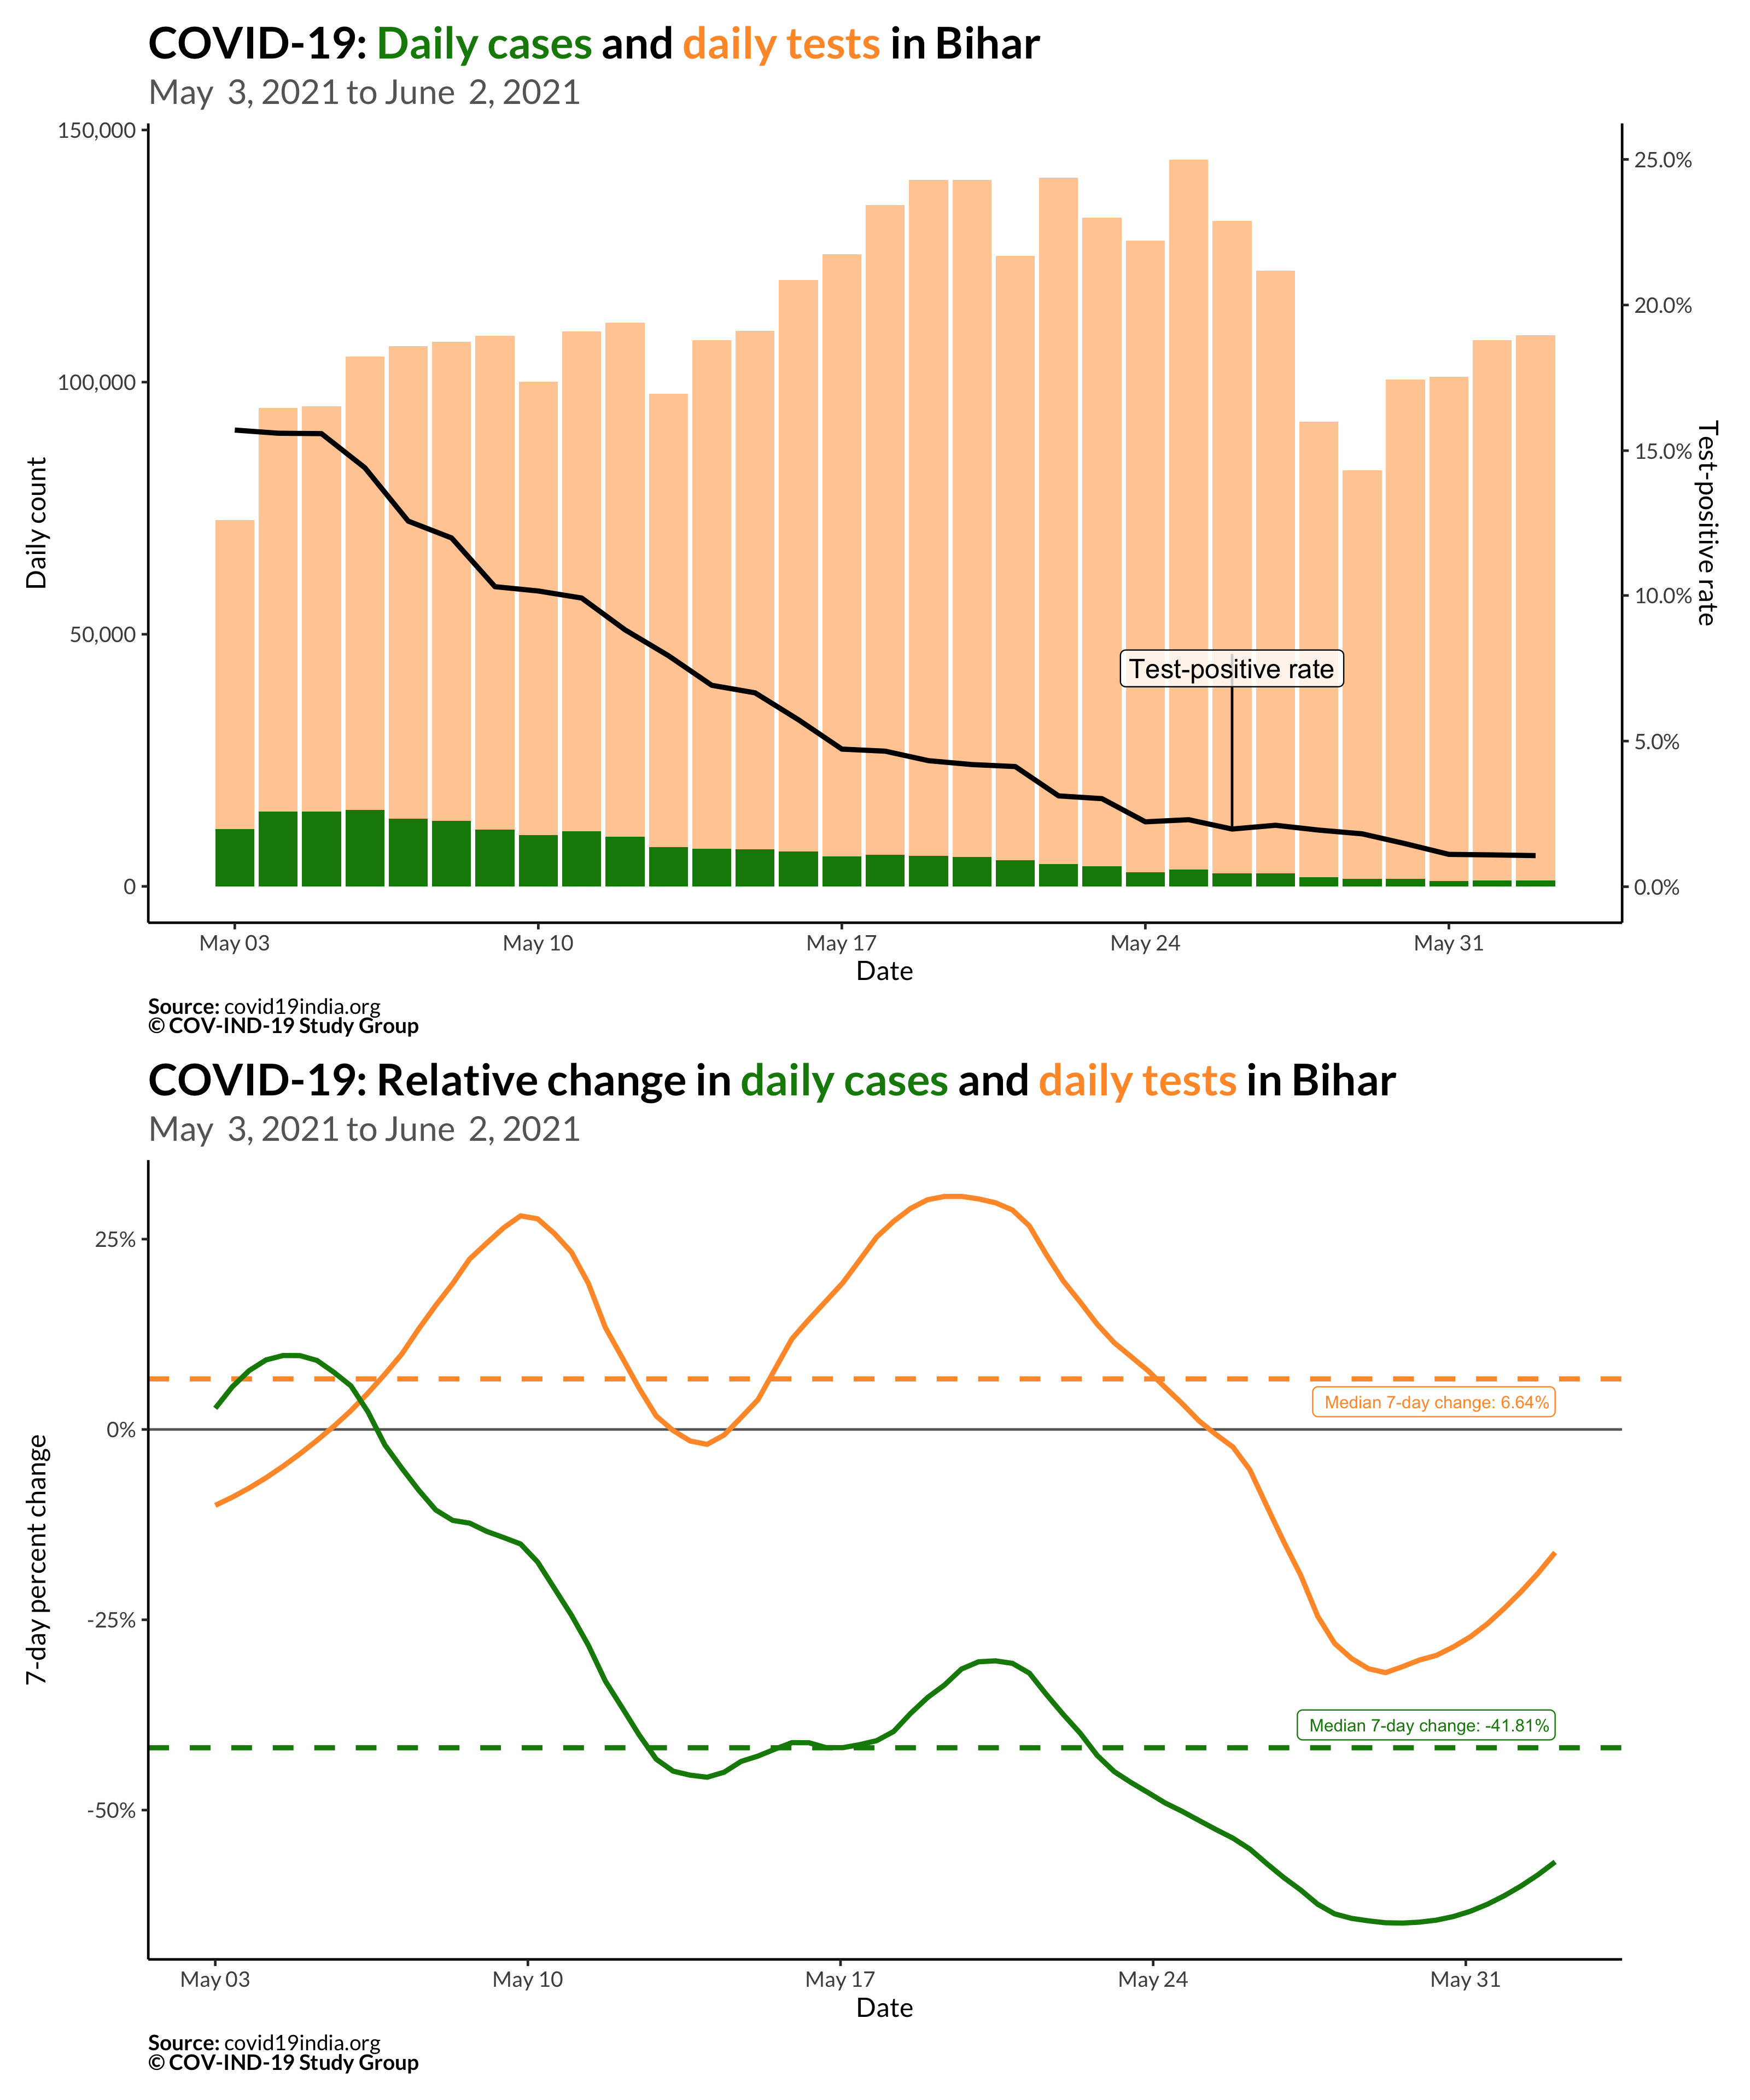 COVID-19: Daily cases and daily tests in Bihar
May 3, 2021 to June 2, 2021
150,000
100,000
50,000
0
Daily count
25.0%
20.0%
15.0%
10.0%
5.0%
0.0%
Test-positive rate
Test-positive rate
May 03
May 10
May 17
May 24
May 31
Date
Source: covid19india.org
© COV-IND-19 Study Group
COVID-19: Relative change in daily cases and daily tests in Bihar
May 3, 2021 to June 2, 2021
25%
0%
-25%
-50%
7-day percent change
Median 7-day change: 6.64%
Median 7-day change: -41.81%
May 03
May 10
May 17
May 24
May 31
Date
Source: covid19india.org
© COV-IND-19 Study Group